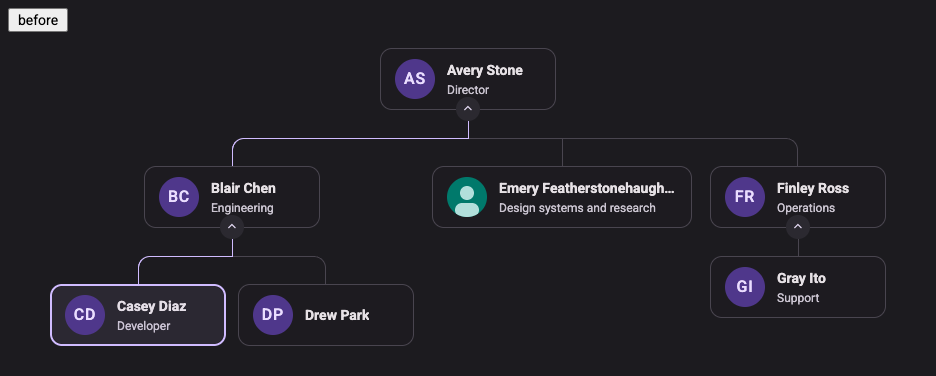 before
AS
Avery Stone
Director
BC
Blair Chen
Engineering
Emery Featherstonehaugh...
Design systems and research
FR
Finley Ross
Operations
CD
Casey Diaz
Developer
DP
Drew Park
GI
Gray Ito
Support